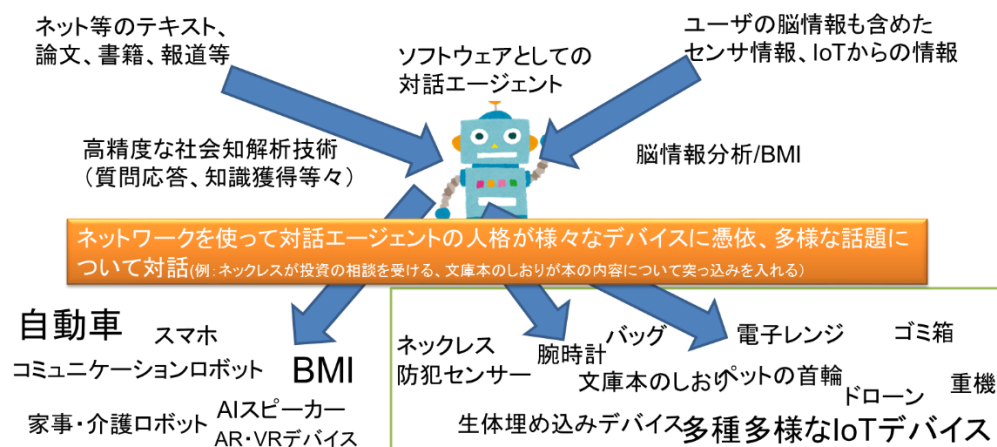 ネット等のテキスト、
論文、書籍、報道等
ソフトウェアとしての
対話エージェント
ユーザの脳情報も含めた
センサ情報、IoTからの情報
高精度な社会知解析技術
（質問応答、知識獲得等々）
脳情報分析/BMI
ネットワークを使って対話エージェントの人格が様々なデバイスに憑依、多様な話題に
ついて対話(例：ネックレスが投資の相談を受ける、文庫本のしおりが本の内容について突っ込みを入れる)
自動車
スマホ
コミュニケーションロボット
BMI
家事・介護ロボット
AIスピーカー
AR・VRデバイス
ネックレス
腕時計
バッグ
電子レンジ
ゴミ箱
防犯センサー
文庫本のしおり
ペットの首輪
ドローン
重機
生体埋め込みデバイス
多種多様なIoTデバイス